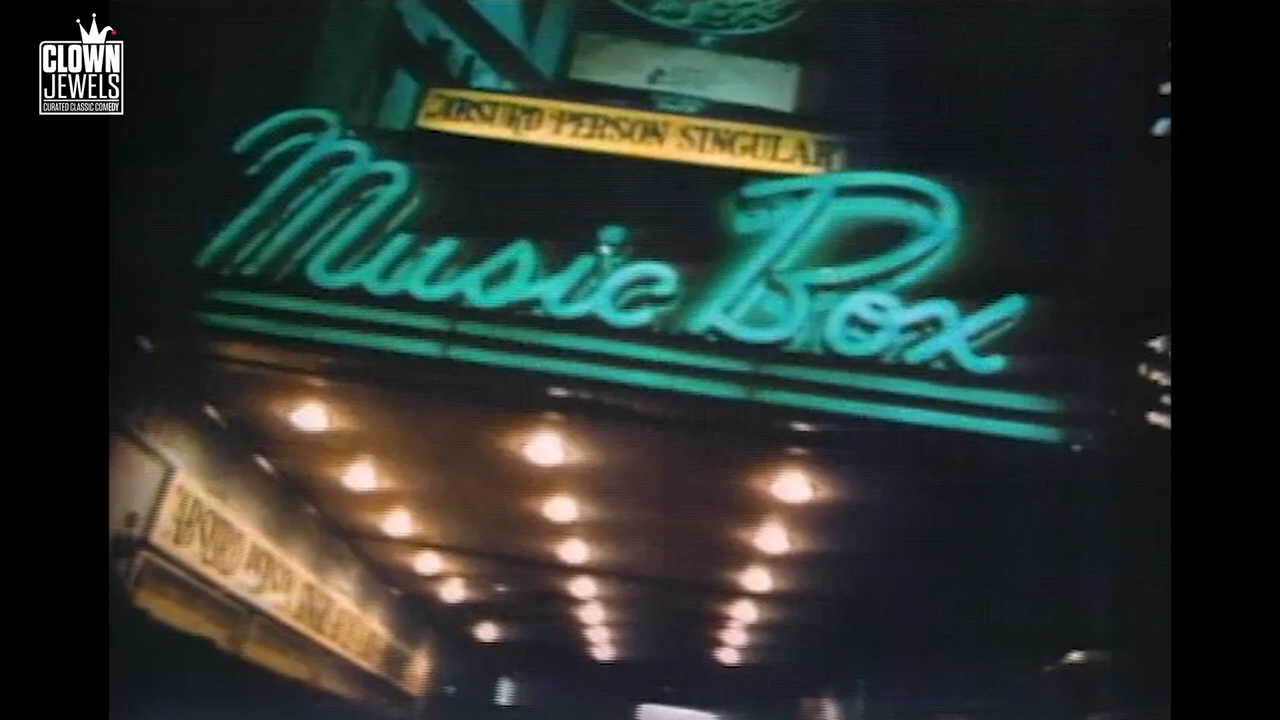 CLOWN
JEWELS
CURATED CLASSIC COMEDY
ABSURD PERSON SINGULAR
Music Box